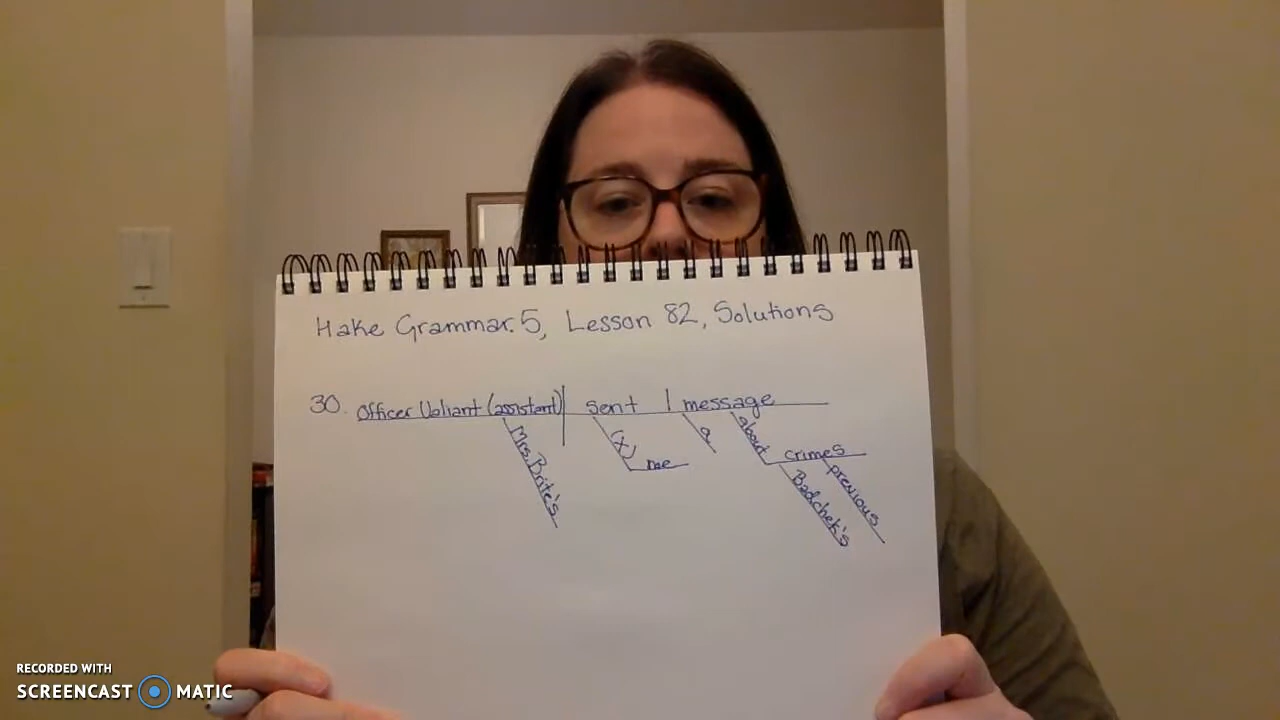 Hake Grammar 5, Lesson 82, Solutions
30. Officer Valiant (assistant) sent message
Mrs. Brite's
(x) me
a
about crimes
Badchek's
previous
RECORDED WITH
SCREENCAST MATIC